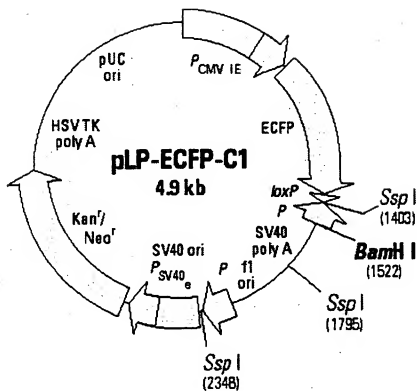 pUC
ori
P CMV IE
HSV TK
poly A
ECFP
pLP-ECFP-C1
4.9 kb
loxP
P
Ssp I
(1403)
SV40
poly A
BamH I
(1522)
Kanʳ/
Neoʳ
SV40 ori
P SV40 e
P
f1
ori
Ssp I
(1795)
Ssp I
(2348)